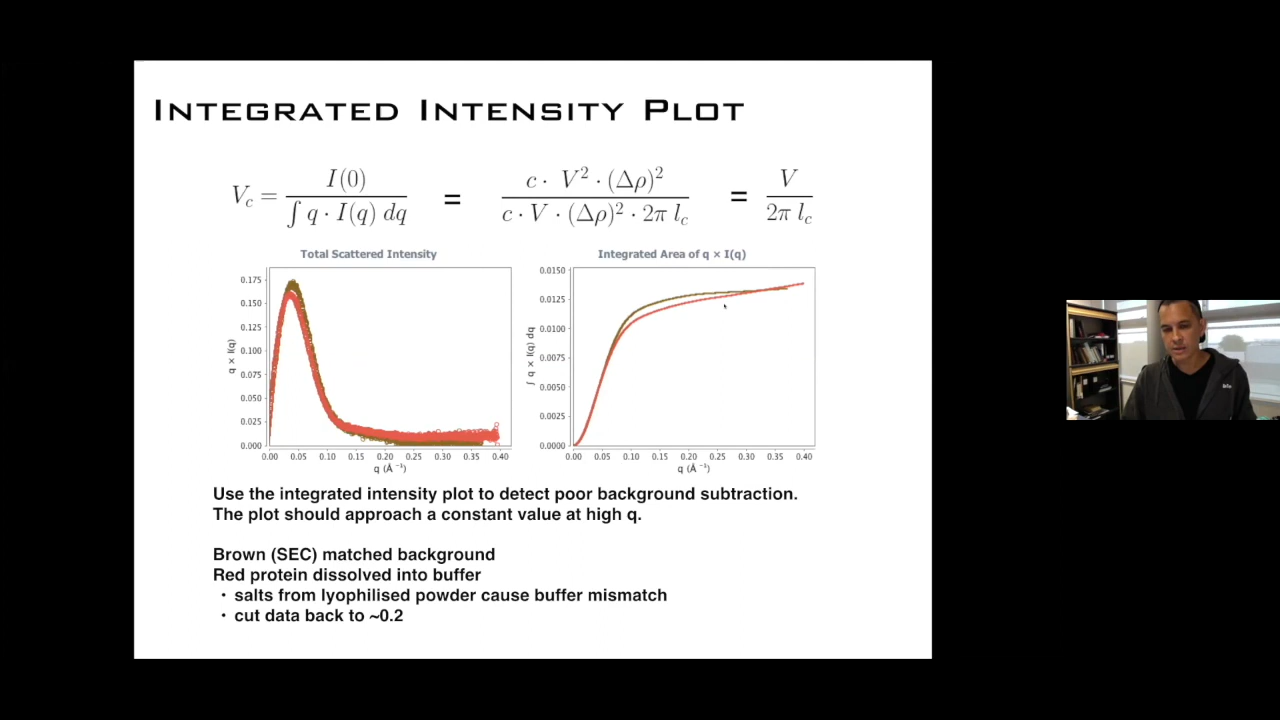 INTEGRATED INTENSITY PLOT
V_c = I(0) / ∫ q · I(q) dq = c · V² · (Δρ)² / c · V · (Δρ)² · 2π l_c = V / 2π l_c
Total Scattered Intensity
q × I(q)
0.175
0.150
0.125
0.100
0.075
0.050
0.025
0.000
0.00 0.05 0.10 0.15 0.20 0.25 0.30 0.35 0.40
q (Å⁻¹)
Integrated Area of q × I(q)
∫ q × I(q) dq
0.0150
0.0125
0.0100
0.0075
0.0050
0.0025
0.0000
0.00 0.05 0.10 0.15 0.20 0.25 0.30 0.35 0.40
q (Å⁻¹)
Use the integrated intensity plot to detect poor background subtraction.
The plot should approach a constant value at high q.
Brown (SEC) matched background
Red protein dissolved into buffer
• salts from lyophilised powder cause buffer mismatch
• cut data back to ~0.2